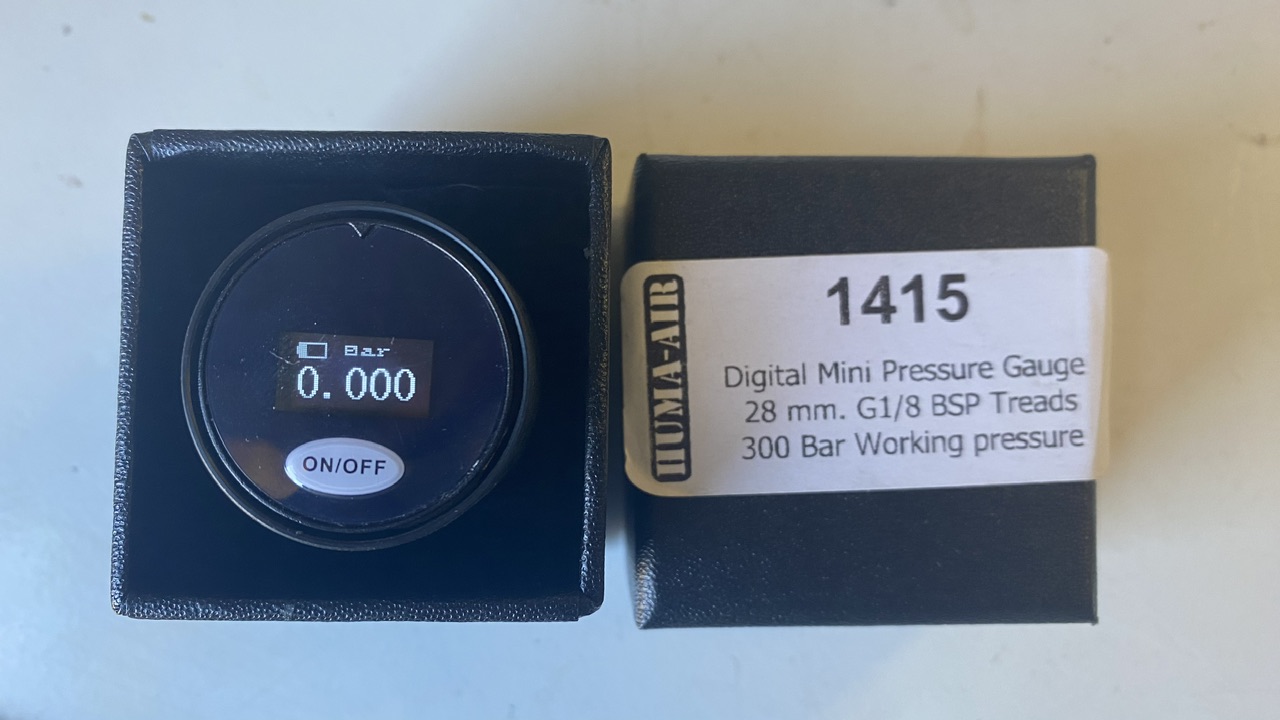 Bar
0.000
ON/OFF
HUMA-AIR
1415
Digital Mini Pressure Gauge
28 mm. G1/8 BSP Treads
300 Bar Working pressure